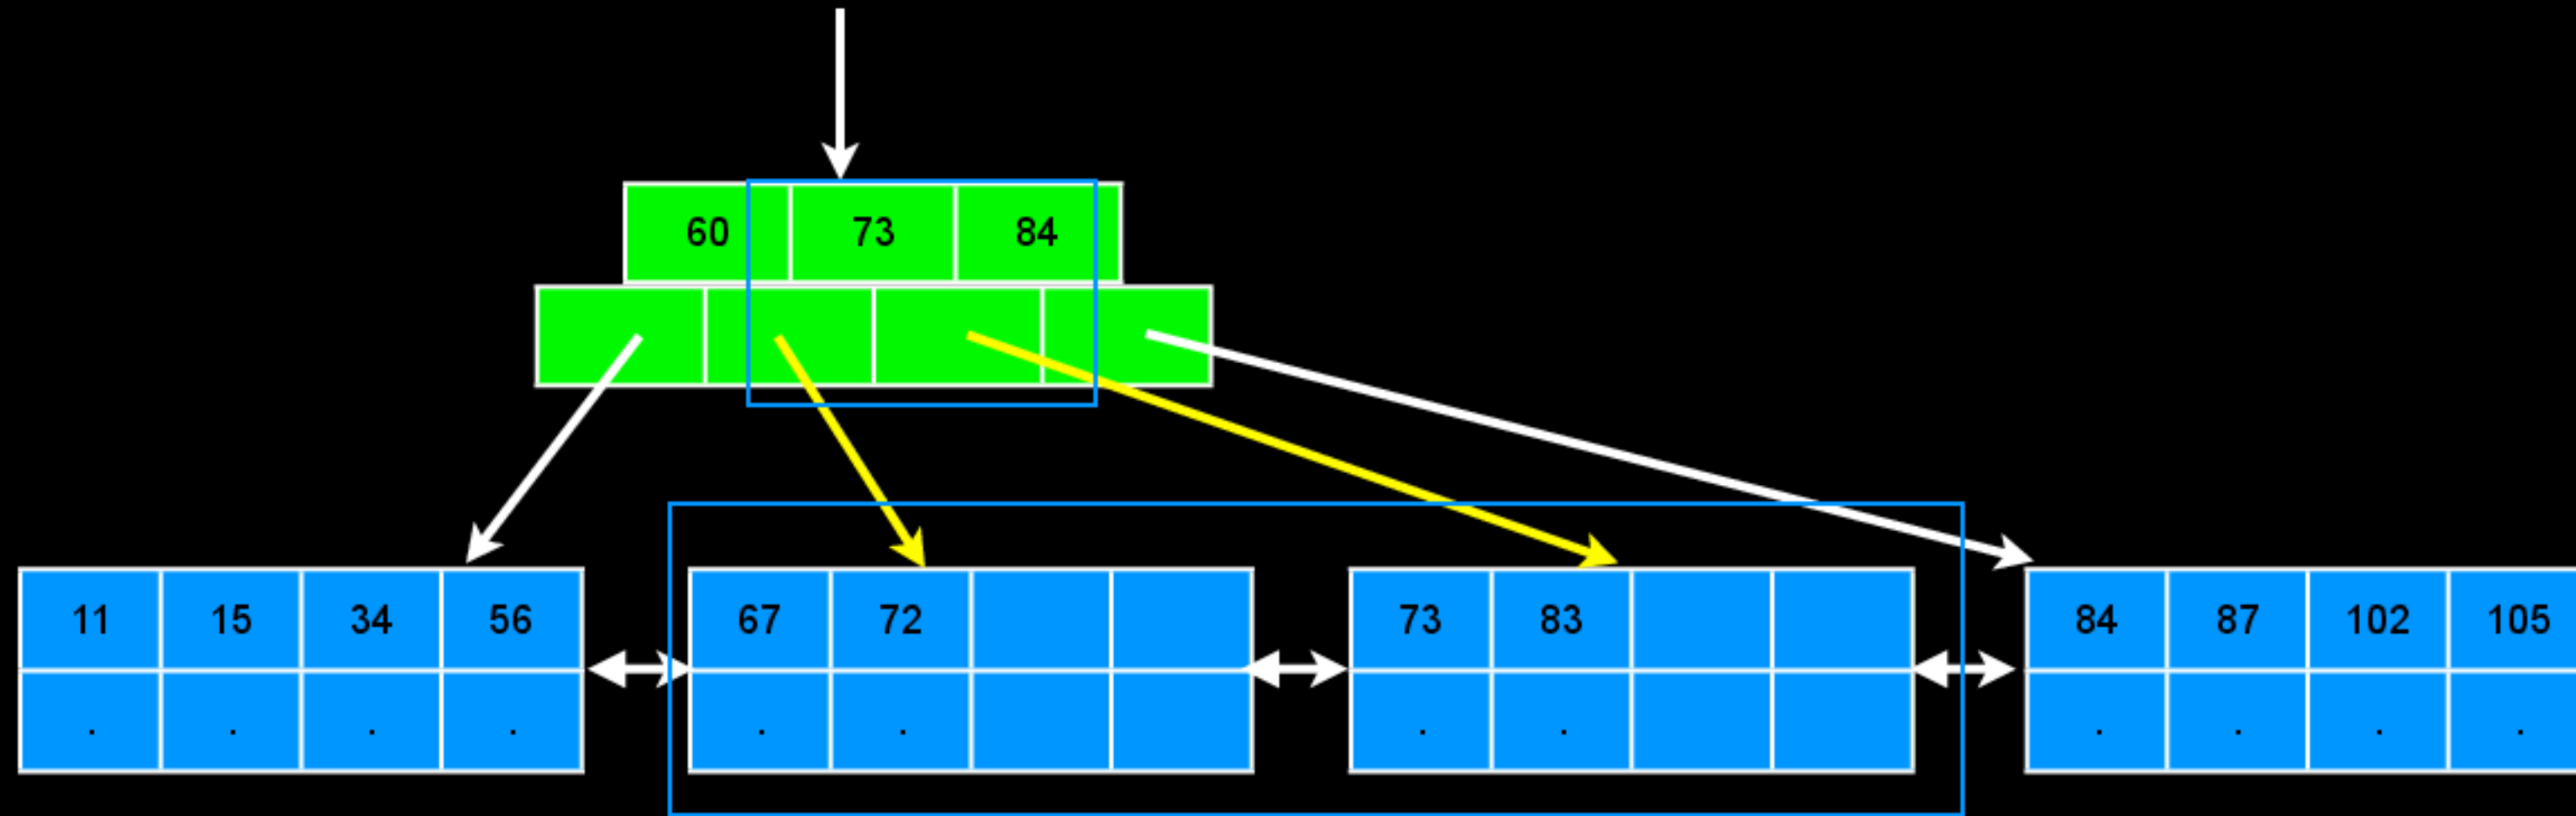 60 73 84
11 15 34 56 67 72 73 83 84 87 102 105
. . . . . . . . . . . .